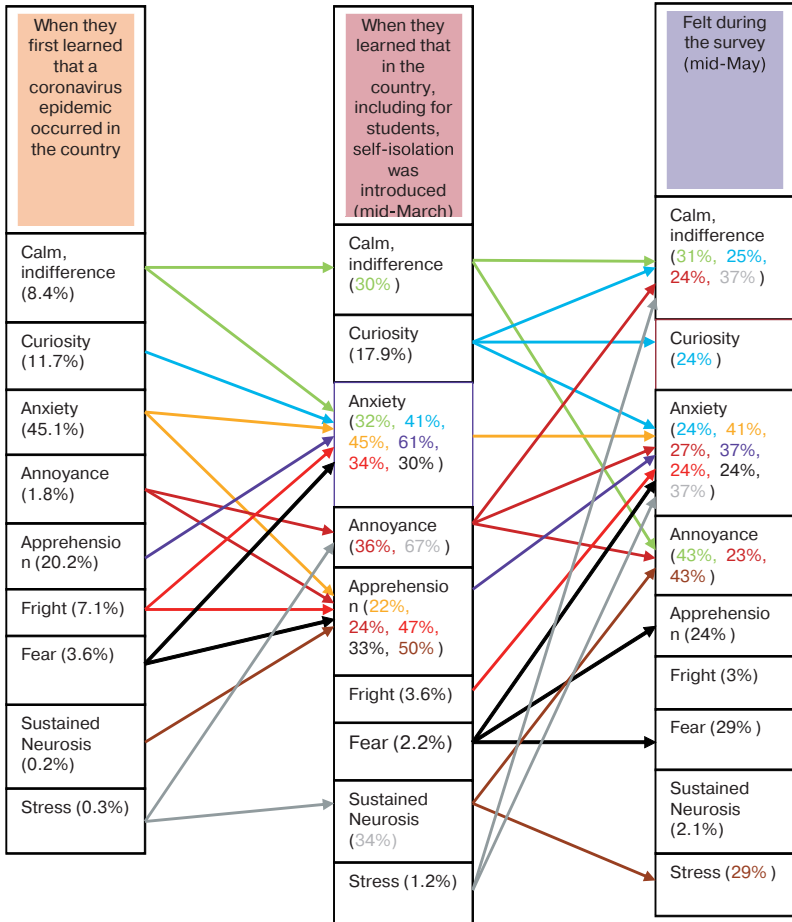 When they
first learned
that a
coronavirus
epidemic
occurred in
the country
Calm,
indifference
(8.4%)
Curiosity
(11.7%)
Anxiety
(45.1%)
Annoyance
(1.8%)
Apprehensio
n (20.2%)
Fright (7.1%)
Fear (3.6%)
Sustained
Neurosis
(0.2%)
Stress (0.3%)
When they
learned that
in the
country,
including for
students,
self-isolation
was
introduced
(mid-March)
Calm,
indifference
(30% )
Curiosity
(17.9%)
Anxiety
(32%, 41%,
45%, 61%,
34%, 30%)
Annoyance
(36%, 67% )
Apprehensio
n (22%,
24%, 47%,
33%, 50% )
Fright (3.6%)
Fear (2.2%)
Sustained
Neurosis
(34%)
Stress (1.2%)
Felt during
the survey
(mid-May)
Calm,
indifference
(31%, 25%,
24%, 37% )
Curiosity
(24% )
Anxiety
(24%, 41%,
27%, 37%,
24%, 24%,
37% )
Annoyance
(43%, 23%,
43% )
Apprehensio
n (24% )
Fright (3%)
Fear (29% )
Sustained
Neurosis
(2.1%)
Stress (29% )